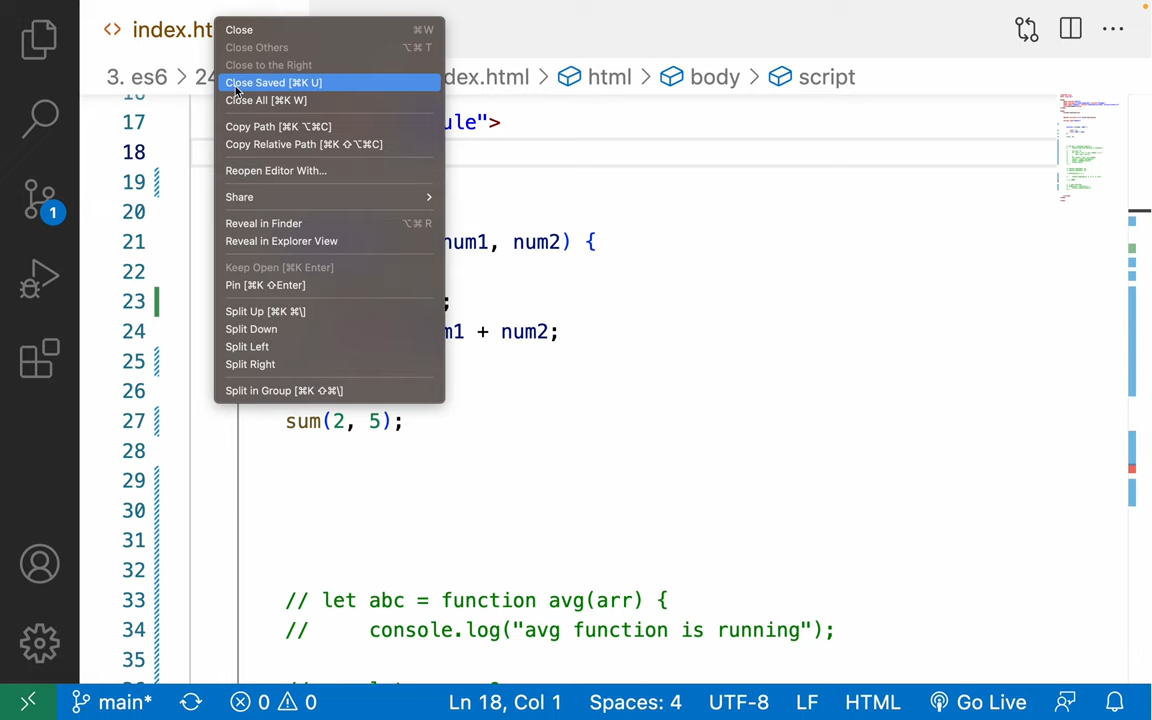 index.ht
3. es6 > 24 dex.html > html > body > script
Close ⌘W
Close Others ⌥⌘T
Close to the Right
Close Saved [⌘K U]
Close All [⌘K W]
Copy Path [⌘K ⌥⌘C]
Copy Relative Path [⌘K ⇧⌥⌘C]
Reopen Editor With...
Share >
Reveal in Finder ⌥⌘R
Reveal in Explorer View
Keep Open [⌘K Enter]
Pin [⌘K ⇧Enter]
Split Up [⌘K ⌘\]
Split Down
Split Left
Split Right
Split in Group [⌘K ⇧⌘\]
17 ule">
18
19
20
21 num1, num2) {
22
23 ;
24 m1 + num2;
25
26
27 sum(2, 5);
28
29
30
31
32
33 // let abc = function avg(arr) {
34 // console.log("avg function is running");
35
1
main* 0 0 Ln 18, Col 1 Spaces: 4 UTF-8 LF HTML Go Live